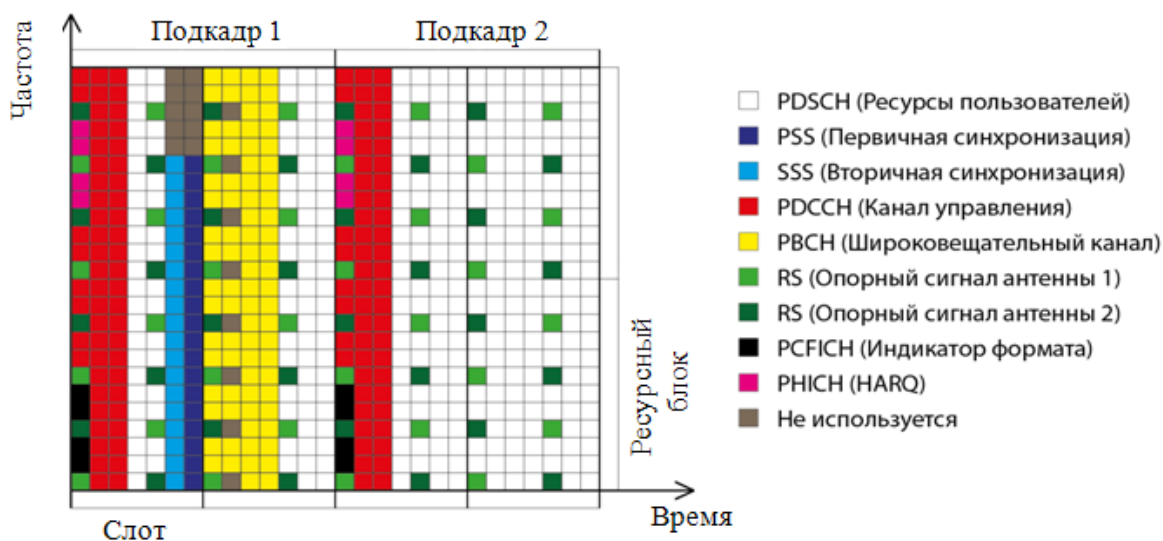 Подкадр 1
Подкадр 2
Частота
PDSCH (Ресурсы пользователей)
PSS (Первичная синхронизация)
SSS (Вторичная синхронизация)
PDCCH (Канал управления)
PBCH (Широковещательный канал)
RS (Опорный сигнал антенны 1)
RS (Опорный сигнал антенны 2)
PCFICH (Индикатор формата)
PHICH (HARQ)
Не используется
Ресурсный
блок
Слот
Время